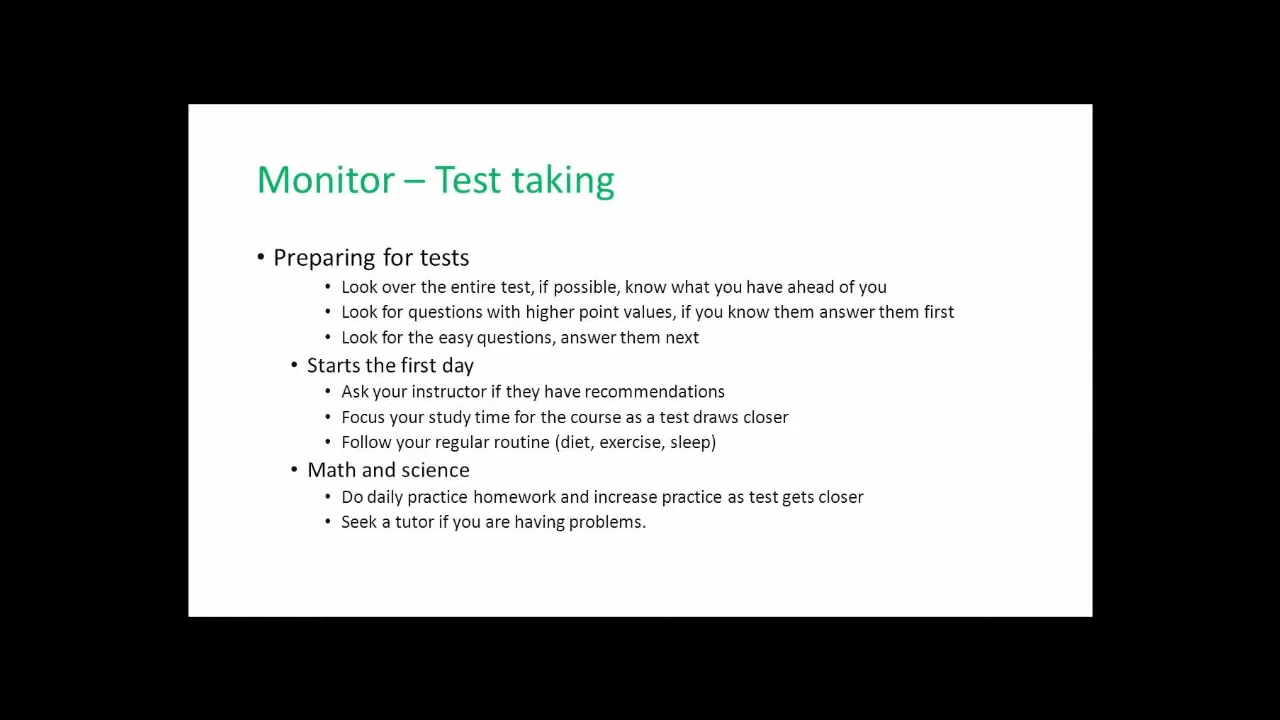 Monitor – Test taking
• Preparing for tests
• Look over the entire test, if possible, know what you have ahead of you
• Look for questions with higher point values, if you know them answer them first
• Look for the easy questions, answer them next
• Starts the first day
• Ask your instructor if they have recommendations
• Focus your study time for the course as a test draws closer
• Follow your regular routine (diet, exercise, sleep)
• Math and science
• Do daily practice homework and increase practice as test gets closer
• Seek a tutor if you are having problems.